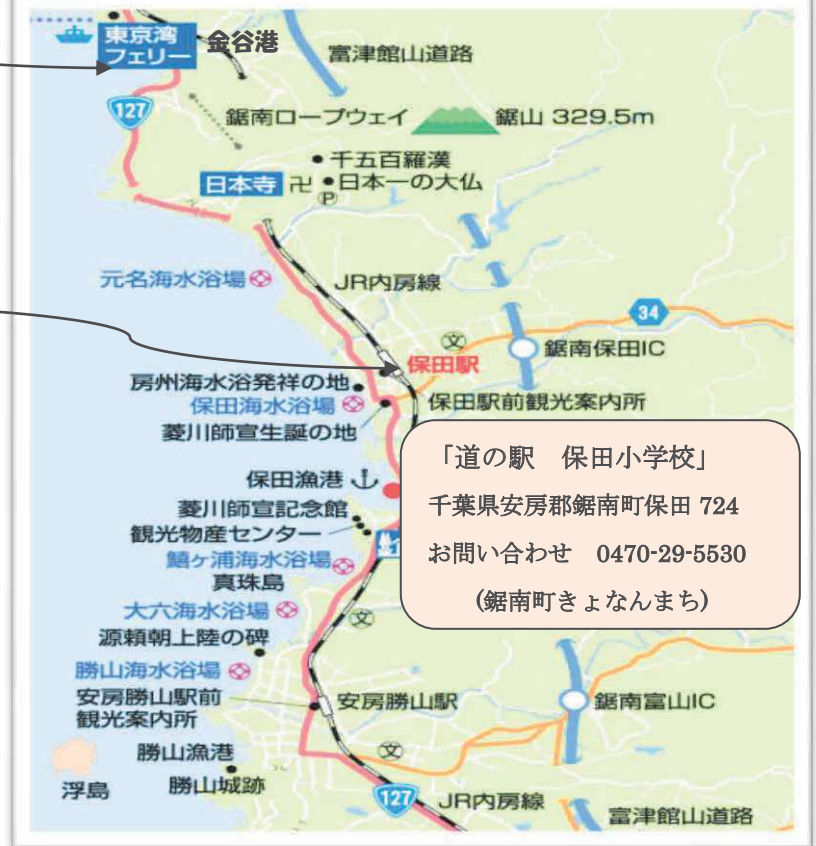 東京湾
フェリー
金谷港
富津館山道路
127
鋸南ロープウェイ
鋸山 329.5m
千五百羅漢
日本寺 卍
日本一の大仏
P
元名海水浴場
JR内房線
34
文
鋸南保田IC
保田駅
房州海水浴発祥の地
保田海水浴場
保田駅前観光案内所
菱川師宣生誕の地
「道の駅 保田小学校」
千葉県安房郡鋸南町保田 724
お問い合わせ 0470-29-5530
(鋸南町きょなんまち)
保田漁港
菱川師宣記念館
観光物産センター
鱚ヶ浦海水浴場
真珠島
大六海水浴場
文
源頼朝上陸の碑
勝山海水浴場
安房勝山駅前
観光案内所
安房勝山駅
鋸南富山IC
勝山漁港
文
浮島
勝山城跡
127
JR内房線
富津館山道路